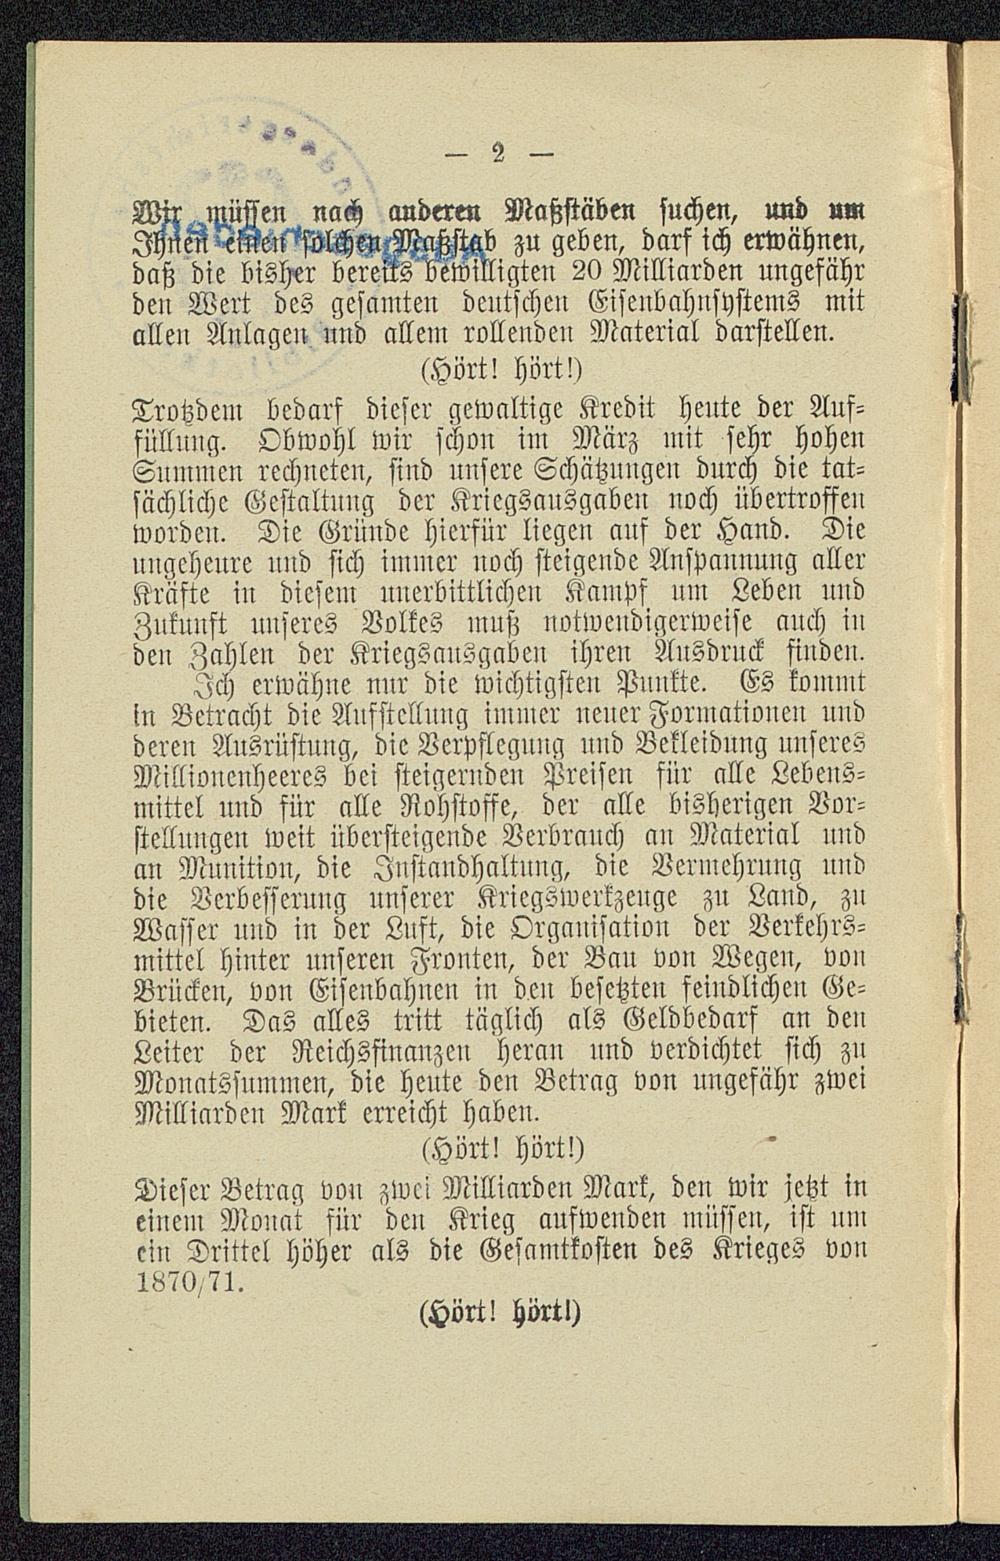 — 2 —
Wir müssen nach anderen Maßstäben suchen, und um
Ihnen einen solchen Maßstab zu geben, darf ich erwähnen,
daß die bisher bereits bewilligten 20 Milliarden ungefähr
den Wert des gesamten deutschen Eisenbahnsystems mit
allen Anlagen und allem rollenden Material darstellen.
(Hört! hört!)
Trotzdem bedarf dieser gewaltige Kredit heute der Auf-
füllung. Obwohl wir schon im März mit sehr hohen
Summen rechneten, sind unsere Schätzungen durch die tat-
sächliche Gestaltung der Kriegsausgaben noch übertroffen
worden. Die Gründe hierfür liegen auf der Hand. Die
ungeheure und sich immer noch steigende Anspannung aller
Kräfte in diesem unerbittlichen Kampf um Leben und
Zukunft unseres Volkes muß notwendigerweise auch in
den Zahlen der Kriegsausgaben ihren Ausdruck finden.
Ich erwähne nur die wichtigsten Punkte. Es kommt
in Betracht die Aufstellung immer neuer Formationen und
deren Ausrüstung, die Verpflegung und Bekleidung unseres
Millionenheeres bei steigernden Preisen für alle Lebens-
mittel und für alle Rohstoffe, der alle bisherigen Vor-
stellungen weit übersteigende Verbrauch an Material und
an Munition, die Instandhaltung, die Vermehrung und
die Verbesserung unserer Kriegswerkzeuge zu Land, zu
Wasser und in der Luft, die Organisation der Verkehrs-
mittel hinter unseren Fronten, der Bau von Wegen, von
Brücken, von Eisenbahnen in den besetzten feindlichen Ge-
bieten. Das alles tritt täglich als Geldbedarf an den
Leiter der Reichsfinanzen heran und verdichtet sich zu
Monatssummen, die heute den Betrag von ungefähr zwei
Milliarden Mark erreicht haben.
(Hört! hört!)
Dieser Betrag von zwei Milliarden Mark, den wir jetzt in
einem Monat für den Krieg aufwenden müssen, ist um
ein Drittel höher als die Gesamtkosten des Krieges von
1870/71.
(Hört! hört!)